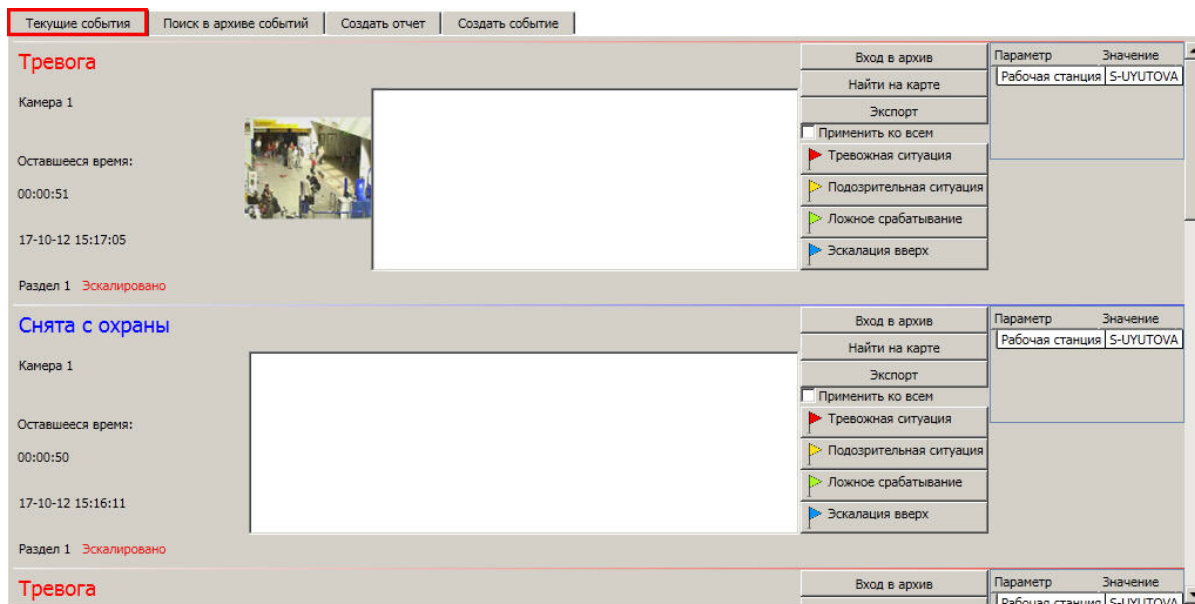 Текущие события
Поиск в архиве событий
Создать отчет
Создать событие
Тревога
Камера 1
Оставшееся время:
00:00:51
17-10-12 15:17:05
Раздел 1 Эскалировано
Вход в архив
Найти на карте
Экспорт
Применить ко всем
Тревожная ситуация
Подозрительная ситуация
Ложное срабатывание
Эскалация вверх
Параметр Значение
Рабочая станция S-UYUTOVA
Снята с охраны
Камера 1
Оставшееся время:
00:00:50
17-10-12 15:16:11
Раздел 1 Эскалировано
Вход в архив
Найти на карте
Экспорт
Применить ко всем
Тревожная ситуация
Подозрительная ситуация
Ложное срабатывание
Эскалация вверх
Параметр Значение
Рабочая станция S-UYUTOVA
Тревога
Вход в архив
Параметр Значение
Рабочая станция S-UYUTOVA